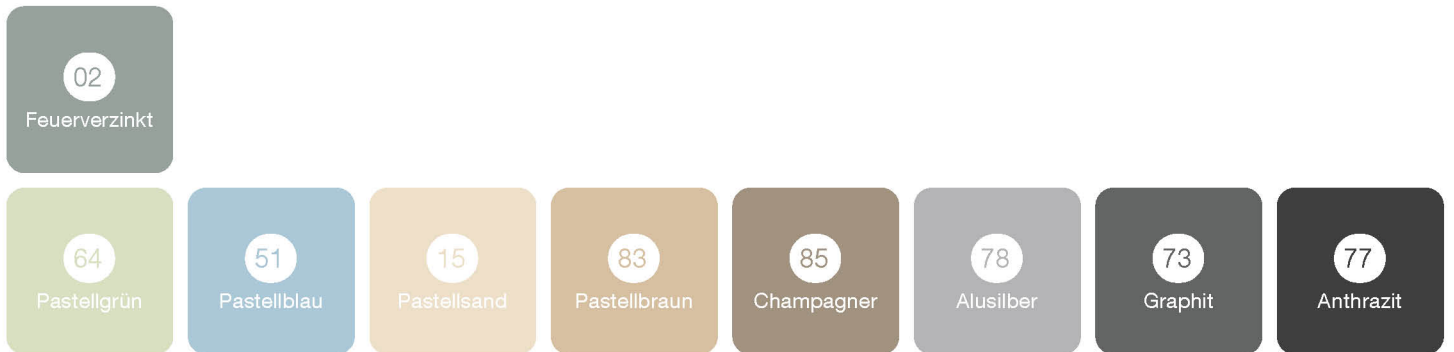 02
Feuerverzinkt
64
Pastellgrün
51
Pastellblau
15
Pastellsand
83
Pastellbraun
85
Champagner
78
Alusilber
73
Graphit
77
Anthrazit